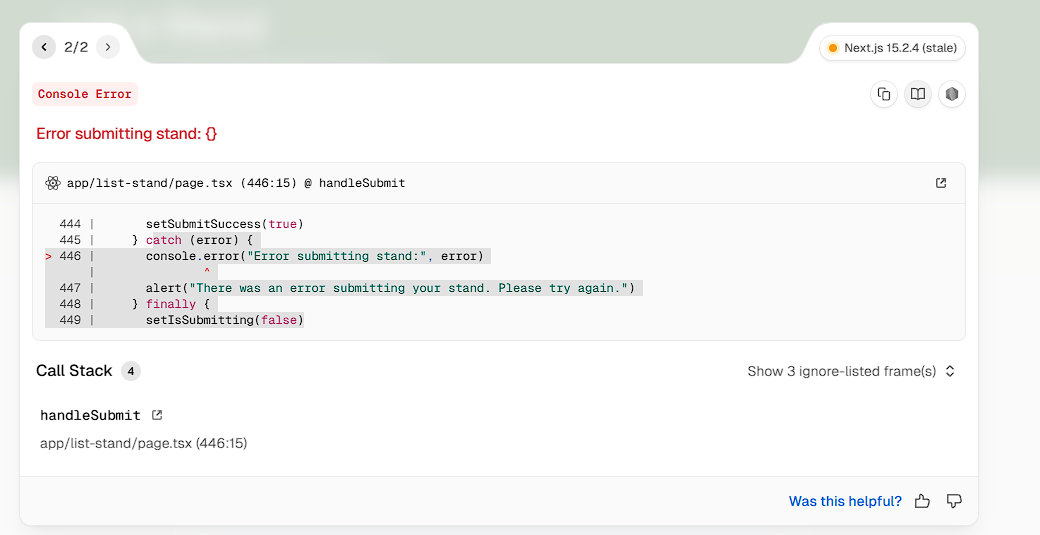 2/2
Next.js 15.2.4 (stale)
Console Error
Error submitting stand: {}
app/list-stand/page.tsx (446:15) @ handleSubmit
444 |       setSubmitSuccess(true)
445 |     } catch (error) {
> 446 |       console.error("Error submitting stand:", error)
|               ^
447 |       alert("There was an error submitting your stand. Please try again.")
448 |     } finally {
449 |       setIsSubmitting(false)
Call Stack 4
Show 3 ignore-listed frame(s)
handleSubmit
app/list-stand/page.tsx (446:15)
Was this helpful?